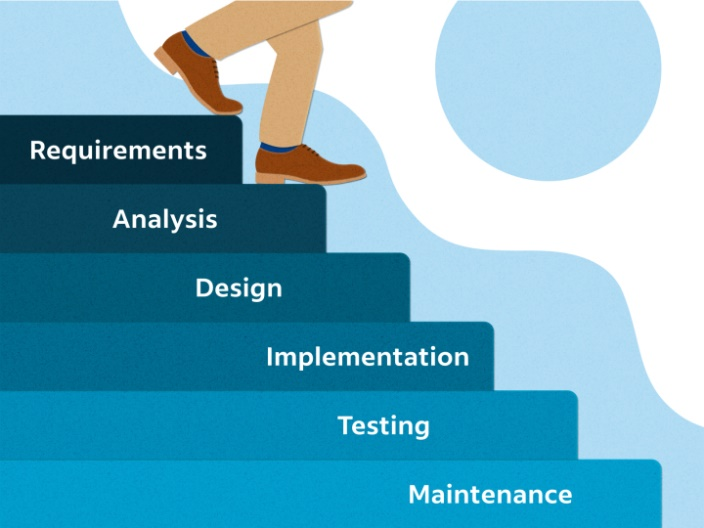 Requirements
Analysis
Design
Implementation
Testing
Maintenance